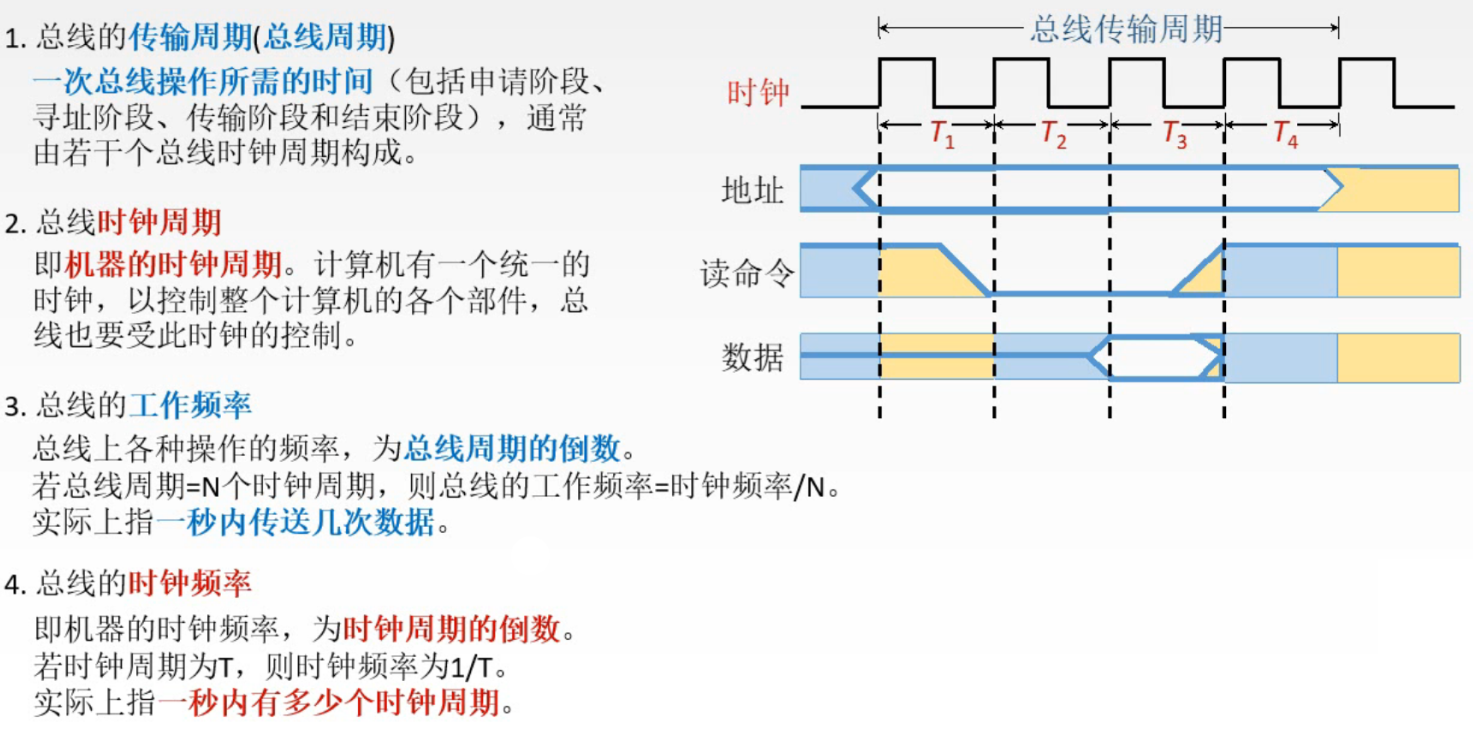 1. 总线的传输周期(总线周期)
一次总线操作所需的时间（包括申请阶段、
寻址阶段、传输阶段和结束阶段），通常
由若干个总线时钟周期构成。
2. 总线时钟周期
即机器的时钟周期。计算机有一个统一的
时钟，以控制整个计算机的各个部件，总
线也要受此时钟的控制。
3. 总线的工作频率
总线上各种操作的频率，为总线周期的倒数。
若总线周期=N个时钟周期，则总线的工作频率=时钟频率/N。
实际上指一秒内传送几次数据。
4. 总线的时钟频率
即机器的时钟频率，为时钟周期的倒数。
若时钟周期为T，则时钟频率为1/T。
实际上指一秒内有多少个时钟周期。
总线传输周期
时钟
T1 T2 T3 T4
地址
读命令
数据